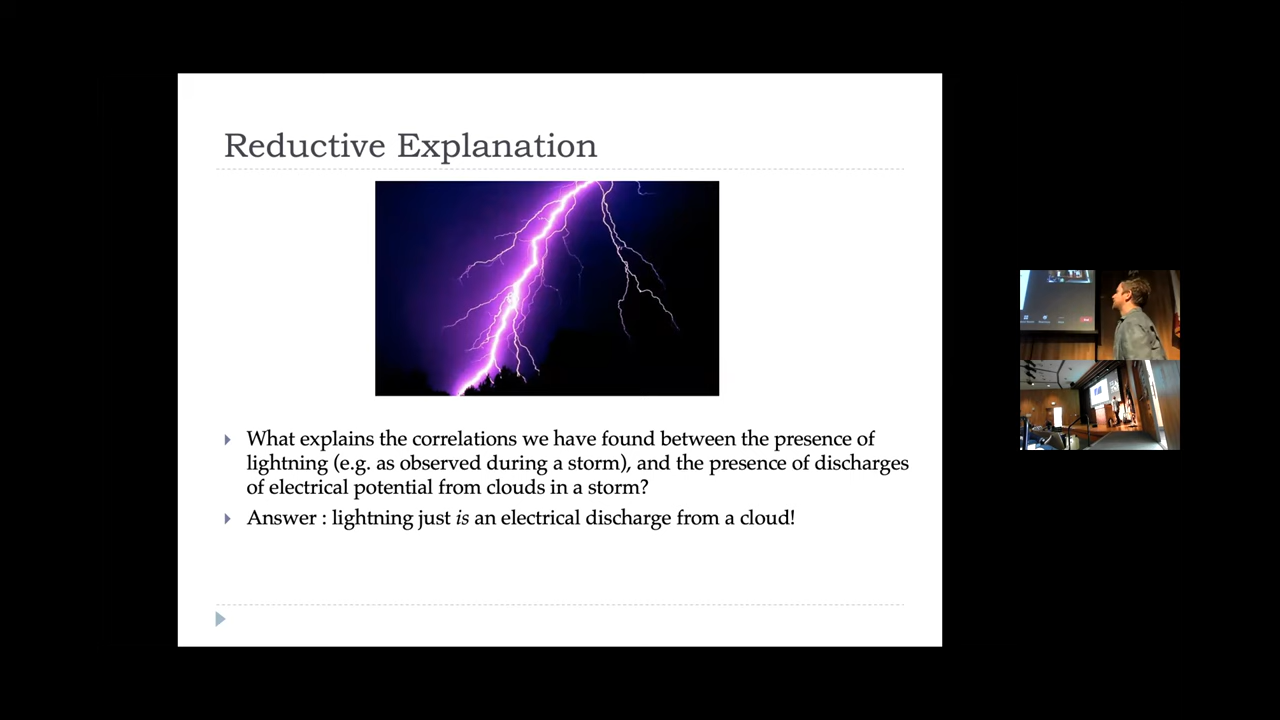 Reductive Explanation
What explains the correlations we have found between the presence of
lightning (e.g. as observed during a storm), and the presence of discharges
of electrical potential from clouds in a storm?
Answer : lightning just is an electrical discharge from a cloud!